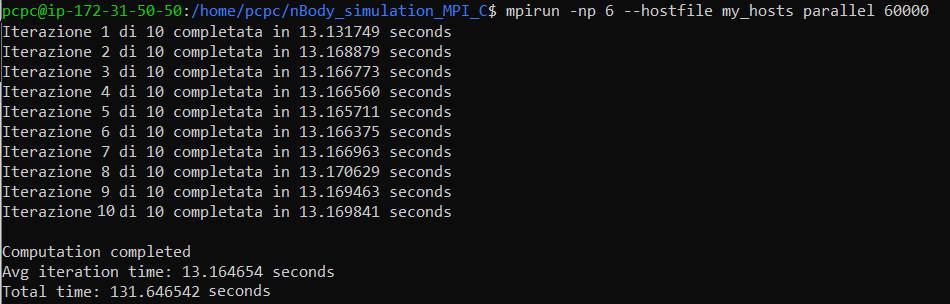 pcpc@ip-172-31-50-50:/home/pcpc/nBody_simulation_MPI_C$ mpirun -np 6 --hostfile my_hosts parallel 60000
Iterazione 1 di 10 completata in 13.131749 seconds
Iterazione 2 di 10 completata in 13.168879 seconds
Iterazione 3 di 10 completata in 13.166773 seconds
Iterazione 4 di 10 completata in 13.166560 seconds
Iterazione 5 di 10 completata in 13.165711 seconds
Iterazione 6 di 10 completata in 13.166375 seconds
Iterazione 7 di 10 completata in 13.166963 seconds
Iterazione 8 di 10 completata in 13.170629 seconds
Iterazione 9 di 10 completata in 13.169463 seconds
Iterazione 10 di 10 completata in 13.169841 seconds
Computation completed
Avg iteration time: 13.164654 seconds
Total time: 131.646542 seconds